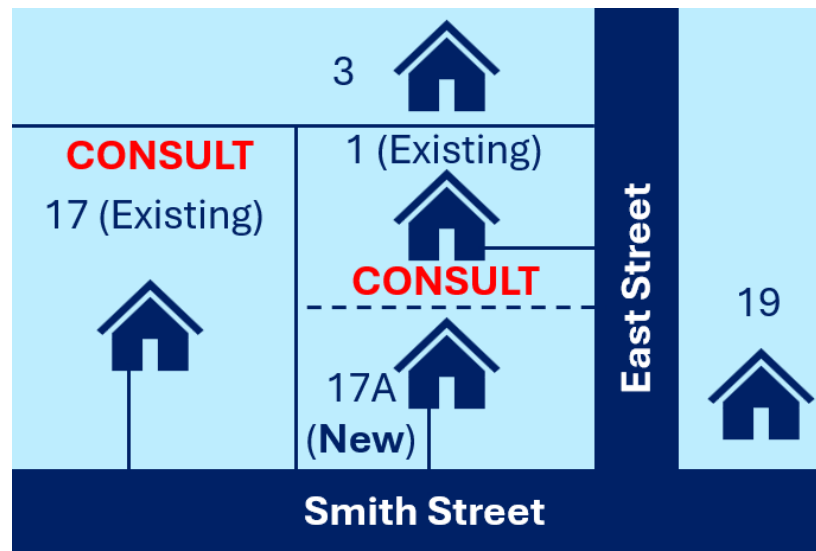 3
CONSULT
1 (Existing)
17 (Existing)
CONSULT
East Street
19
17A
(New)
Smith Street